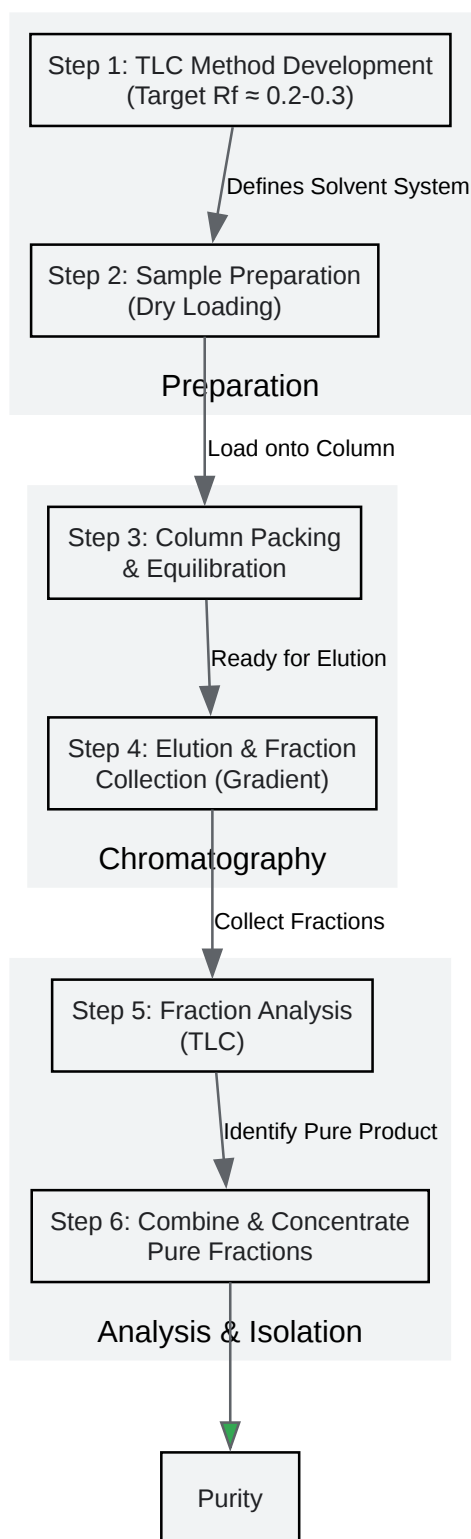 Step 1: TLC Method Development
(Target Rf ≈ 0.2-0.3)
Defines Solvent System
Step 2: Sample Preparation
(Dry Loading)
Preparation
Load onto Column
Step 3: Column Packing
& Equilibration
Ready for Elution
Step 4: Elution & Fraction
Collection (Gradient)
Chromatography
Collect Fractions
Step 5: Fraction Analysis
(TLC)
Identify Pure Product
Step 6: Combine & Concentrate
Pure Fractions
Analysis & Isolation
Purity